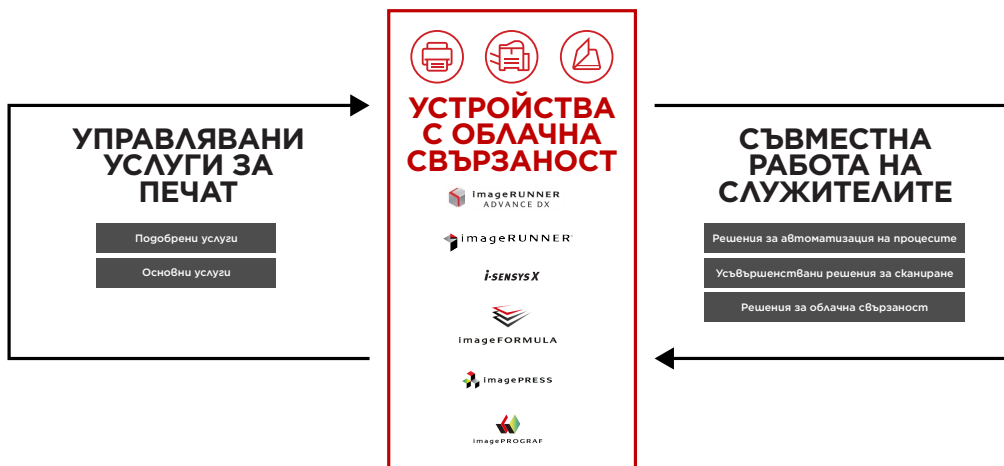 УПРАВЛЯВАНИ
УСЛУГИ ЗА
ПЕЧАТ
Подобрени услуги
Основни услуги
УСТРОЙСТВА
С ОБЛАЧНА
СВЪРЗАНОСТ
imageRUNNER
ADVANCE DX
imageRUNNER
i-SENSYS X
imageFORMULA
imagePRESS
imagePROGRAF
СЪВМЕСТНА
РАБОТА НА
СЛУЖИТЕЛИТЕ
Решения за автоматизация на процесите
Усъвършенствани решения за сканиране
Решения за облачна свързаност